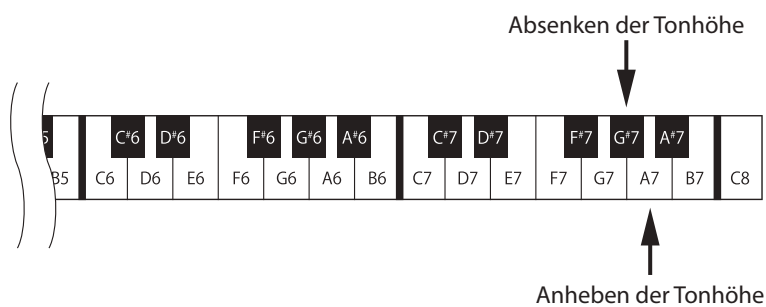 Absenken der Tonhöhe
5 C#6 D#6 F#6 G#6 A#6 C#7 D#7 F#7 G#7 A#7
B5 C6 D6 E6 F6 G6 A6 B6 C7 D7 E7 F7 G7 A7 B7 C8
Anheben der Tonhöhe